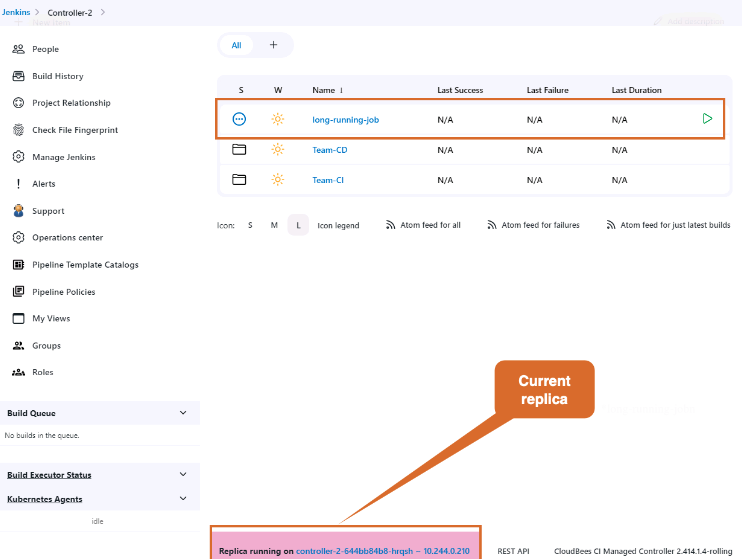 Jenkins > Controller-2 >
New Item
Add description
People
Build History
Project Relationship
Check File Fingerprint
Manage Jenkins
Alerts
Support
Operations center
Pipeline Template Catalogs
Pipeline Policies
My Views
Groups
Roles
Build Queue
No builds in the queue.
Build Executor Status
Kubernetes Agents
idle
All +
S W Name ↓ Last Success Last Failure Last Duration
long-running-job N/A N/A N/A
Team-CD N/A N/A N/A
Team-CI N/A N/A N/A
Icon: S M L Icon legend Atom feed for all Atom feed for failures Atom feed for just latest builds
Current
replica
Replica running on controller-2-644bb84b8-hrqsh – 10.244.0.210 REST API CloudBees CI Managed Controller 2.414.1.4-rolling